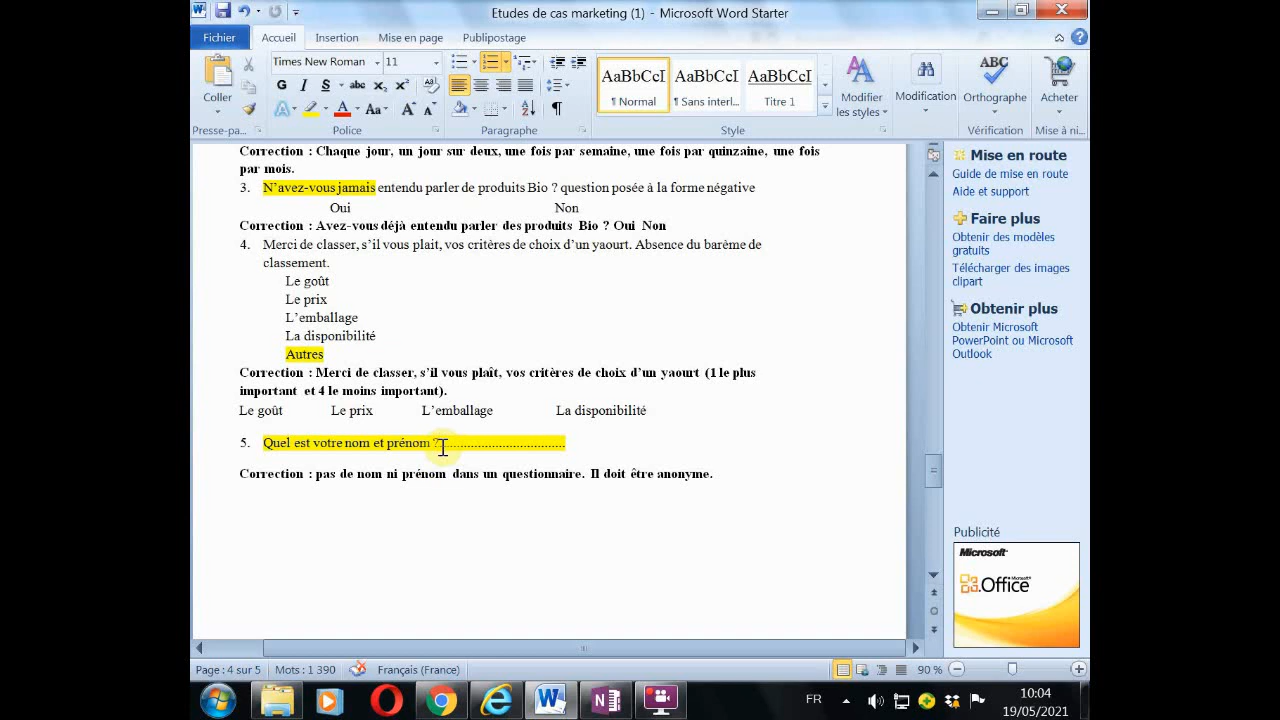 Etudes de cas marketing (1) - Microsoft Word Starter
Fichier Accueil Insertion Mise en page Publipostage
Times New Roman 11
AaBbCcI AaBbCcI AaBbCcI
¶ Normal ¶ Sans interl... Titre 1
Coller
Modifier les styles
Modification
Orthographe
Acheter
Presse-pa... Police Paragraphe Style Vérification Mise à ni...
Correction : Chaque jour, un jour sur deux, une fois par semaine, une fois par quinzaine, une fois
par mois.
3. N'avez-vous jamais entendu parler de produits Bio ? question posée à la forme négative
Oui Non
Correction : Avez-vous déjà entendu parler des produits Bio ? Oui Non
4. Merci de classer, s'il vous plait, vos critères de choix d'un yaourt. Absence du barème de
classement.
Le goût
Le prix
L'emballage
La disponibilité
Autres
Correction : Merci de classer, s'il vous plaît, vos critères de choix d'un yaourt (1 le plus
important et 4 le moins important).
Le goût Le prix L'emballage La disponibilité
5. Quel est votre nom et prénom ?......................................
Correction : pas de nom ni prénom dans un questionnaire. Il doit être anonyme.
Mise en route
Guide de mise en route
Aide et support
Faire plus
Obtenir des modèles
gratuits
Télécharger des images
clipart
Obtenir plus
Obtenir Microsoft
PowerPoint ou Microsoft
Outlook
Publicité
Microsoft
Office
Page : 4 sur 5 Mots : 1 390 Français (France) 90 %
FR
10:04
19/05/2021